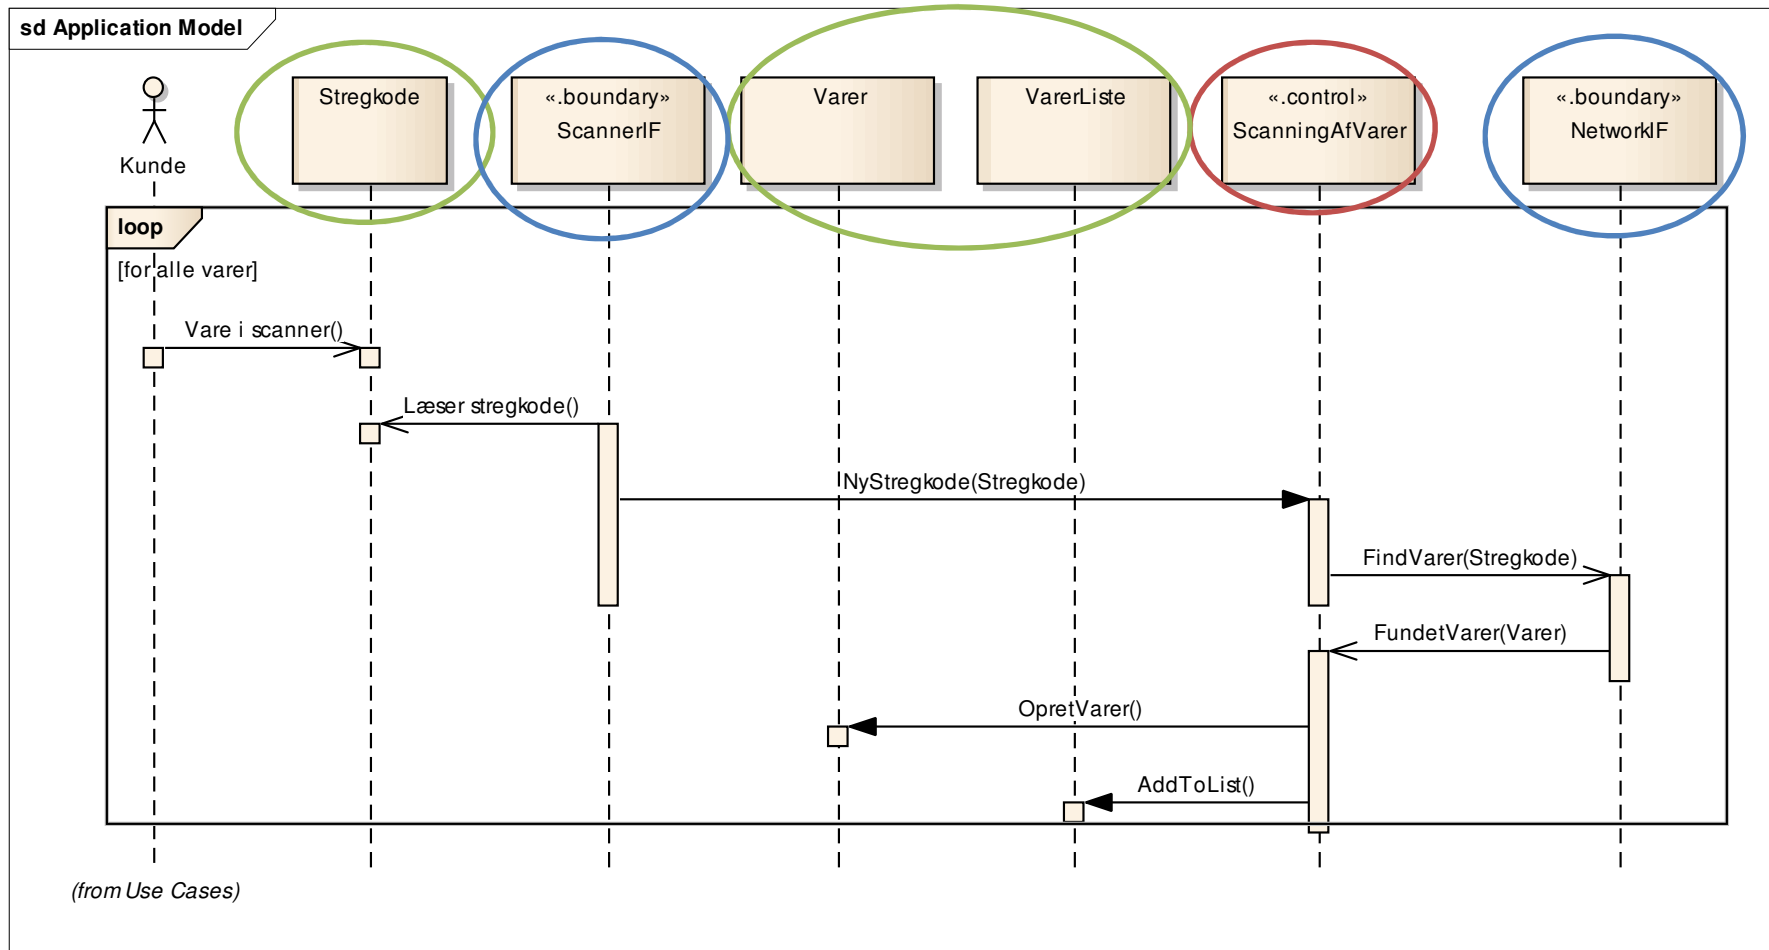 sd Application Model
Kunde
Stregkode
«.boundary»
ScannerIF
Varer
VarerListe
«.control»
ScanningAfVarer
«.boundary»
NetworkIF
loop
[for alle varer]
Vare i scanner()
Læser stregkode()
NyStregkode(Stregkode)
FindVarer(Stregkode)
FundetVarer(Varer)
OpretVarer()
AddToList()
(from Use Cases)